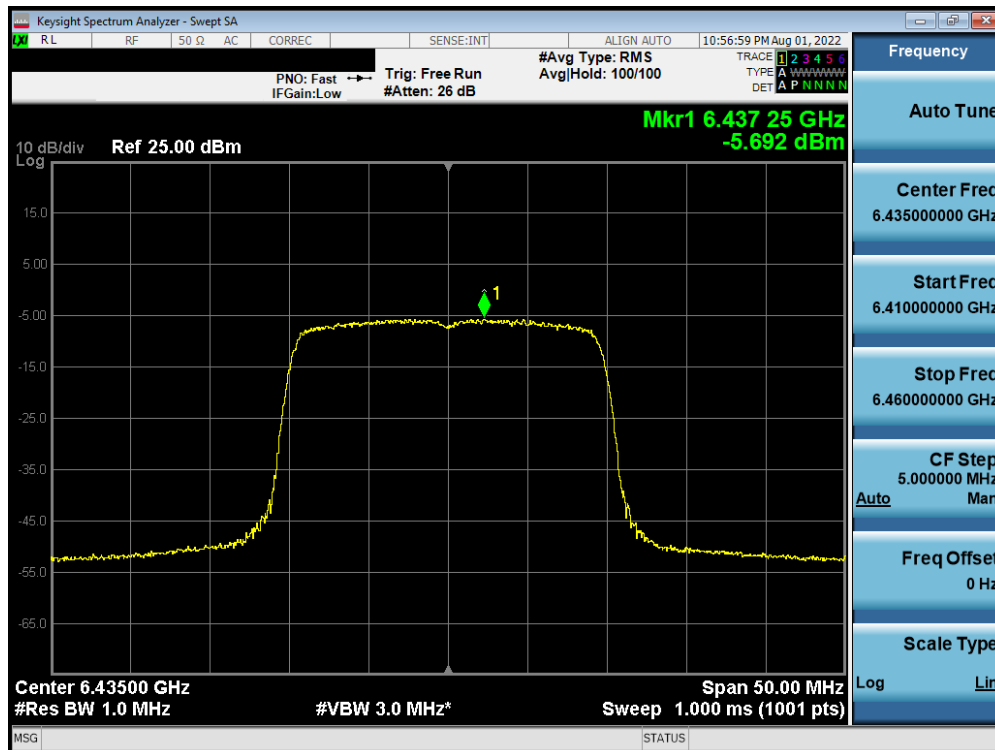 Keysight Spectrum Analyzer - Swept SA
LXI RL RF 50 Ω AC CORREC SENSE:INT ALIGN AUTO 10:56:59 PM Aug 01, 2022
PNO: Fast Trig: Free Run #Avg Type: RMS TRACE 1 2 3 4 5 6
IFGain:Low #Atten: 26 dB Avg|Hold: 100/100 TYPE A WWWWW
DET A P N N N N
Mkr1 6.437 25 GHz
-5.692 dBm
10 dB/div Ref 25.00 dBm
Log
15.0
5.00
1
-5.00
-15.0
-25.0
-35.0
-45.0
-55.0
-65.0
Center 6.43500 GHz Span 50.00 MHz
#Res BW 1.0 MHz #VBW 3.0 MHz* Sweep 1.000 ms (1001 pts)
MSG STATUS
Frequency
Auto Tune
Center Freq
6.435000000 GHz
Start Freq
6.410000000 GHz
Stop Freq
6.460000000 GHz
CF Step
5.000000 MHz
Auto Man
Freq Offset
0 Hz
Scale Type
Log Lin